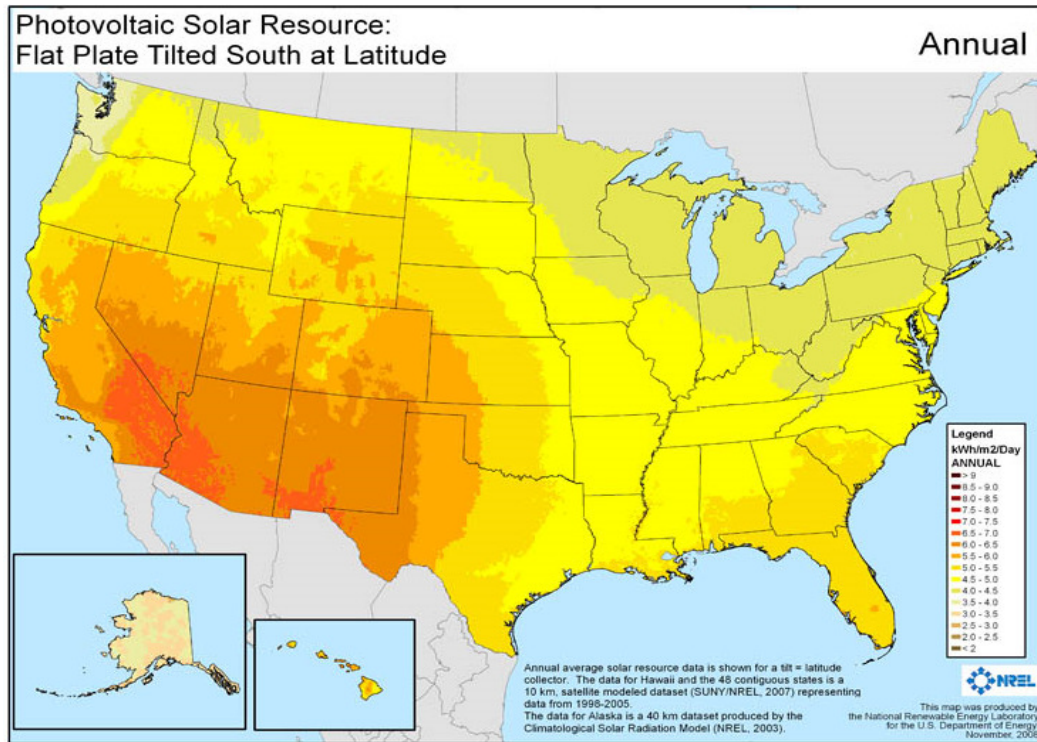 Photovoltaic Solar Resource:
Flat Plate Tilted South at Latitude
Annual
Legend
kWh/m2/Day
ANNUAL
> 9
8.5 - 9.0
8.0 - 8.5
7.5 - 8.0
7.0 - 7.5
6.5 - 7.0
6.0 - 6.5
5.5 - 6.0
5.0 - 5.5
4.5 - 5.0
4.0 - 4.5
3.5 - 4.0
3.0 - 3.5
2.5 - 3.0
2.0 - 2.5
< 2
Annual average solar resource data is shown for a tilt = latitude
collector. The data for Hawaii and the 48 contiguous states is a
10 km, satellite modeled dataset (SUNY/NREL, 2007) representing
data from 1998-2005.
The data for Alaska is a 40 km dataset produced by the
Climatological Solar Radiation Model (NREL, 2003).
NREL
This map was produced by
the National Renewable Energy Laboratory
for the U.S. Department of Energy
November, 2008